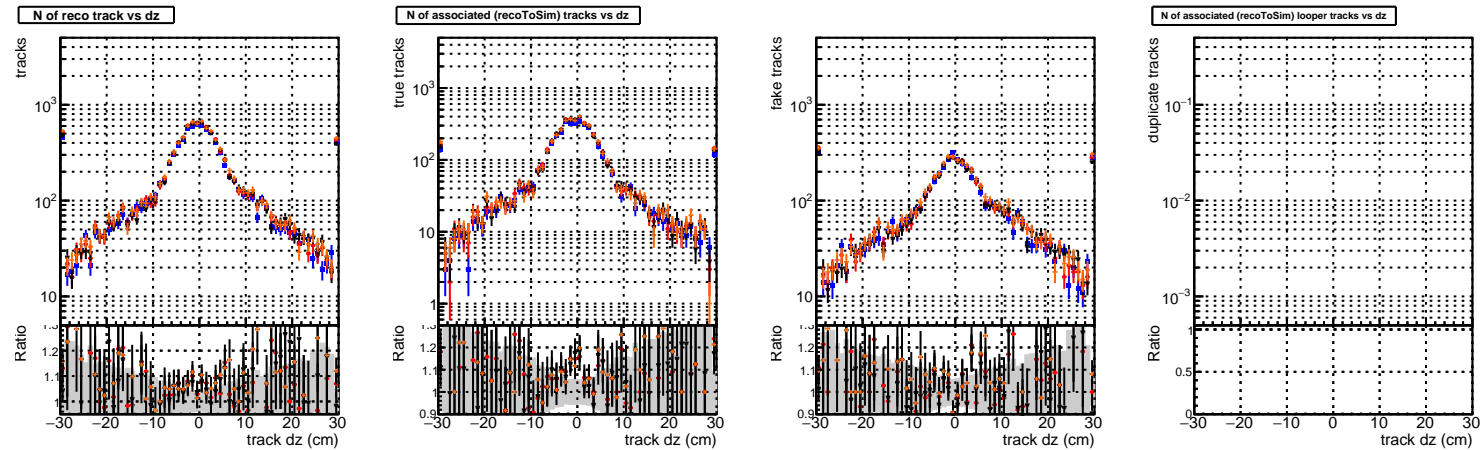 N of reco track vs dz
tracks
10³
10²
10
Ratio
1.3
1.2
1.1
1
−30 −20 −10 0 10 20 30
track dz (cm)
N of associated (recoToSim) tracks vs dz
true tracks
10³
10²
10
1
Ratio
1.3
1.2
1.1
1
0.9
−30 −20 −10 0 10 20 30
track dz (cm)
fake tracks
10³
10²
10
Ratio
1.3
1.2
1.1
1
0.9
−30 −20 −10 0 10 20 30
track dz (cm)
N of associated (recoToSim) looper tracks vs dz
duplicate tracks
10⁻¹
10⁻²
10⁻³
Ratio
1
0.5
0
−30 −20 −10 0 10 20 30
track dz (cm)